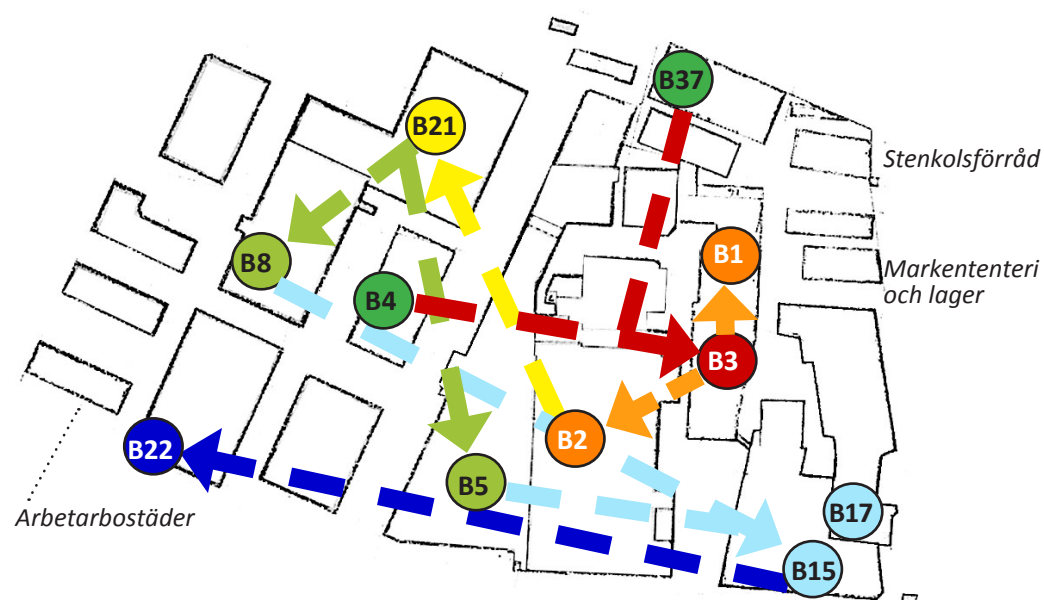 B37
B21
Stenkolsförråd
B1
B8
Markententeri
och lager
B4
B3
B2
B22
B5
B17
Arbetarbostäder
B15